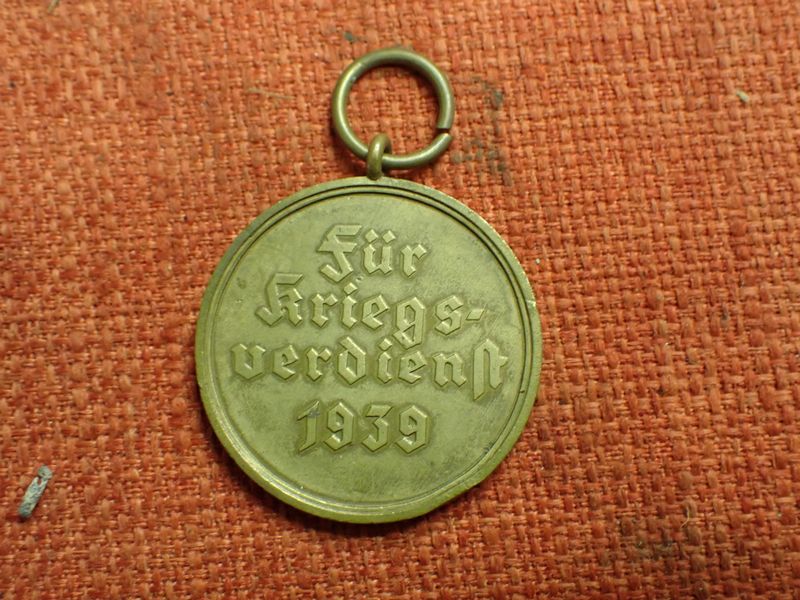 Für
Kriegs-
verdienst
1939